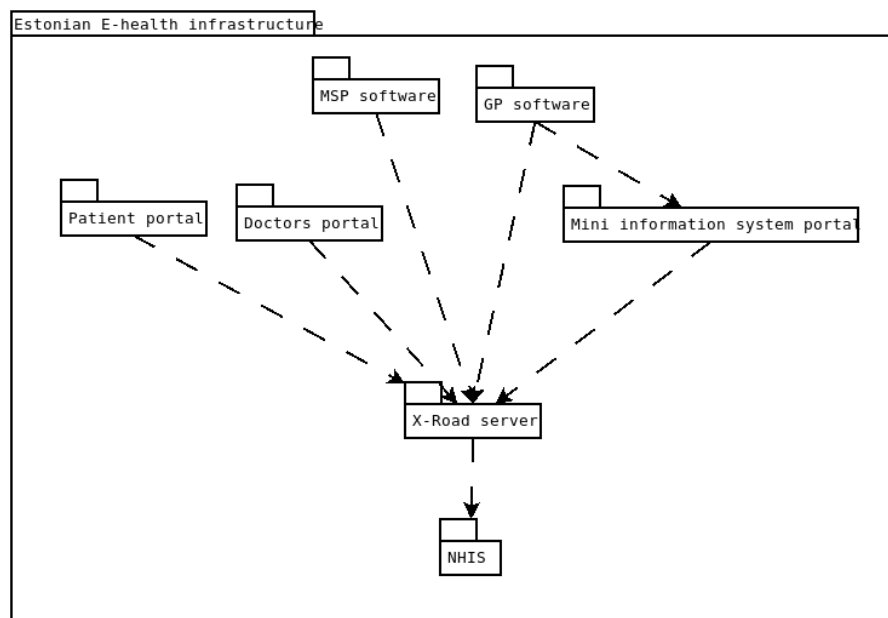 Estonian E-health infrastructure
MSP software
GP software
Patient portal
Doctors portal
Mini information system portal
X-Road server
NHIS